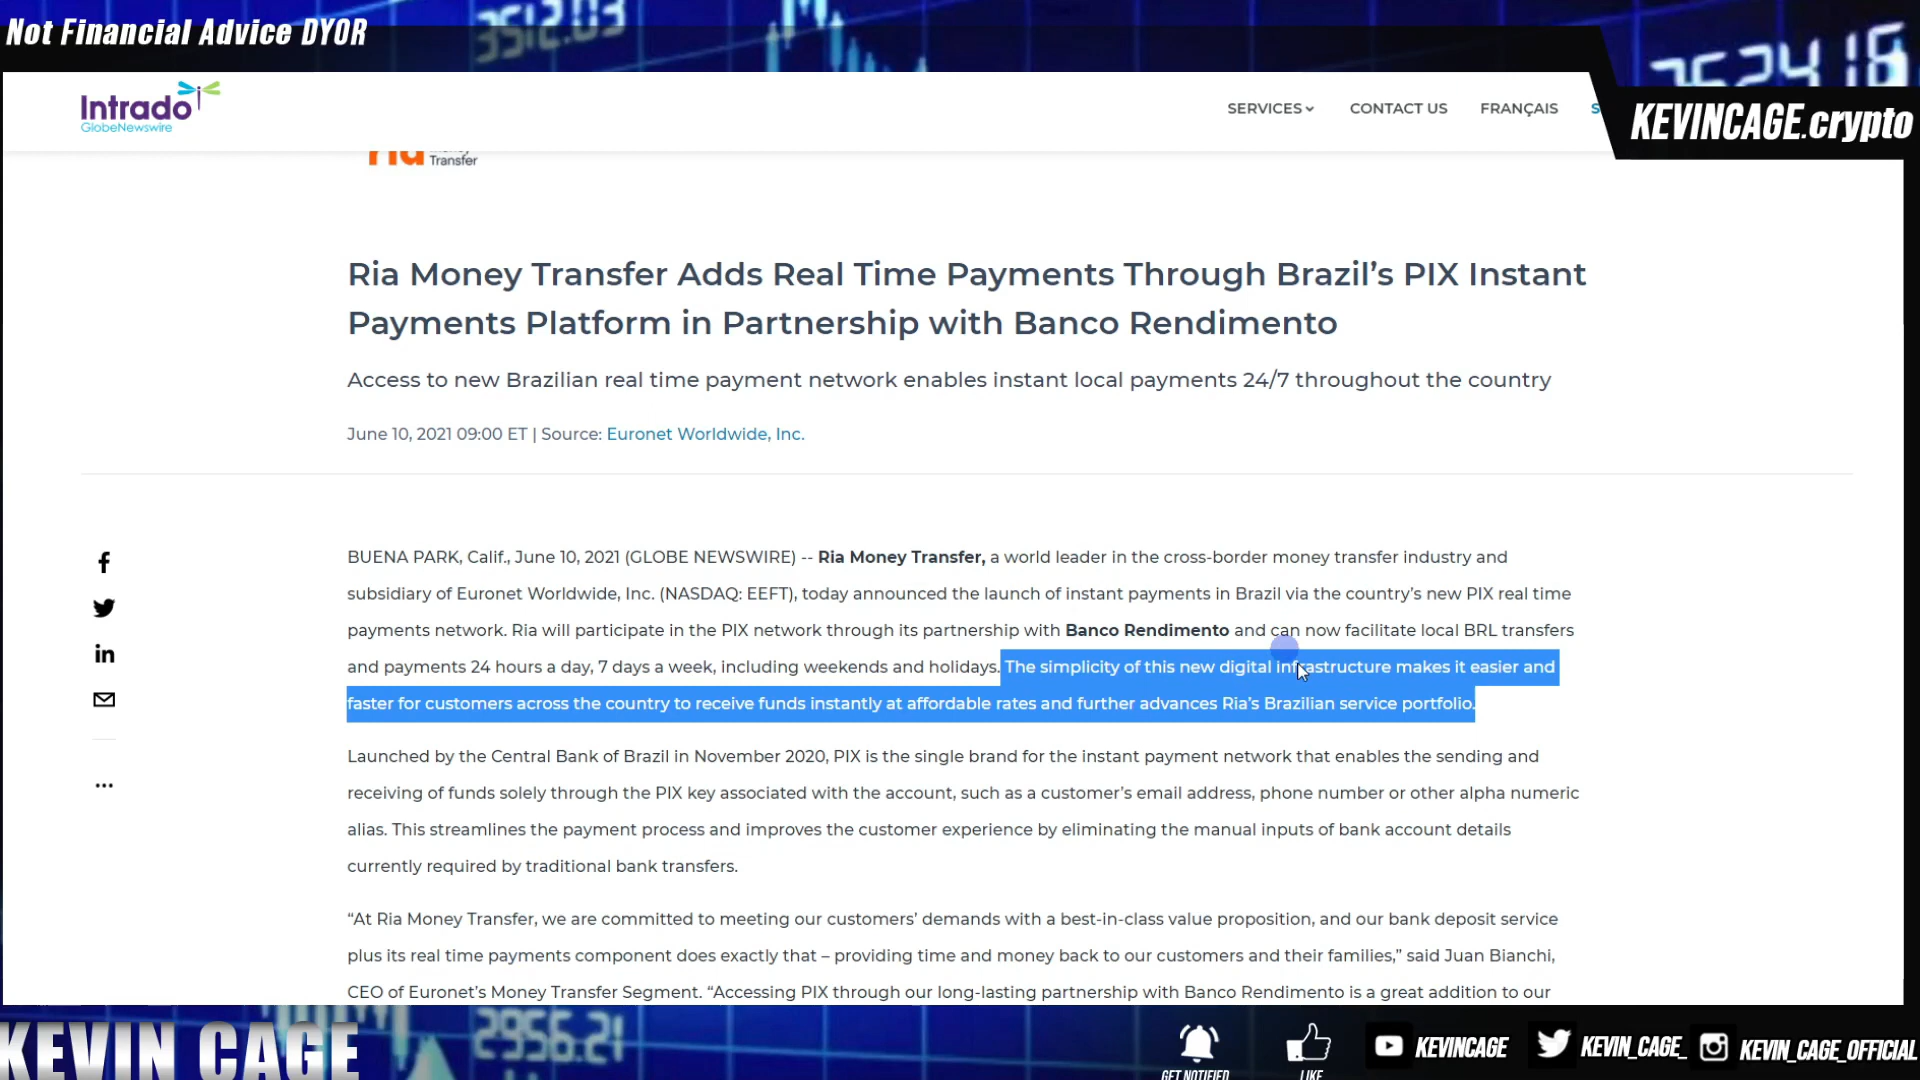 Not Financial Advice DYOR
3512.03
Intrado
GlobeNewswire
SERVICES
CONTACT US
FRANÇAIS
KEVINCAGE.crypto
ria Money
Transfer
Ria Money Transfer Adds Real Time Payments Through Brazil’s PIX Instant
Payments Platform in Partnership with Banco Rendimento
Access to new Brazilian real time payment network enables instant local payments 24/7 throughout the country
June 10, 2021 09:00 ET | Source: Euronet Worldwide, Inc.
BUENA PARK, Calif., June 10, 2021 (GLOBE NEWSWIRE) -- Ria Money Transfer, a world leader in the cross-border money transfer industry and
subsidiary of Euronet Worldwide, Inc. (NASDAQ: EEFT), today announced the launch of instant payments in Brazil via the country’s new PIX real time
payments network. Ria will participate in the PIX network through its partnership with Banco Rendimento and can now facilitate local BRL transfers
and payments 24 hours a day, 7 days a week, including weekends and holidays. The simplicity of this new digital infrastructure makes it easier and
faster for customers across the country to receive funds instantly at affordable rates and further advances Ria’s Brazilian service portfolio.
Launched by the Central Bank of Brazil in November 2020, PIX is the single brand for the instant payment network that enables the sending and
receiving of funds solely through the PIX key associated with the account, such as a customer’s email address, phone number or other alpha numeric
alias. This streamlines the payment process and improves the customer experience by eliminating the manual inputs of bank account details
currently required by traditional bank transfers.
“At Ria Money Transfer, we are committed to meeting our customers’ demands with a best-in-class value proposition, and our bank deposit service
plus its real time payments component does exactly that – providing time and money back to our customers and their families,” said Juan Bianchi,
CEO of Euronet’s Money Transfer Segment. “Accessing PIX through our long-lasting partnership with Banco Rendimento is a great addition to our
KEVIN CAGE
2956.21
GET NOTIFIED
LIKE
KEVINCAGE
KEVIN_CAGE_
KEVIN_CAGE_OFFICIAL